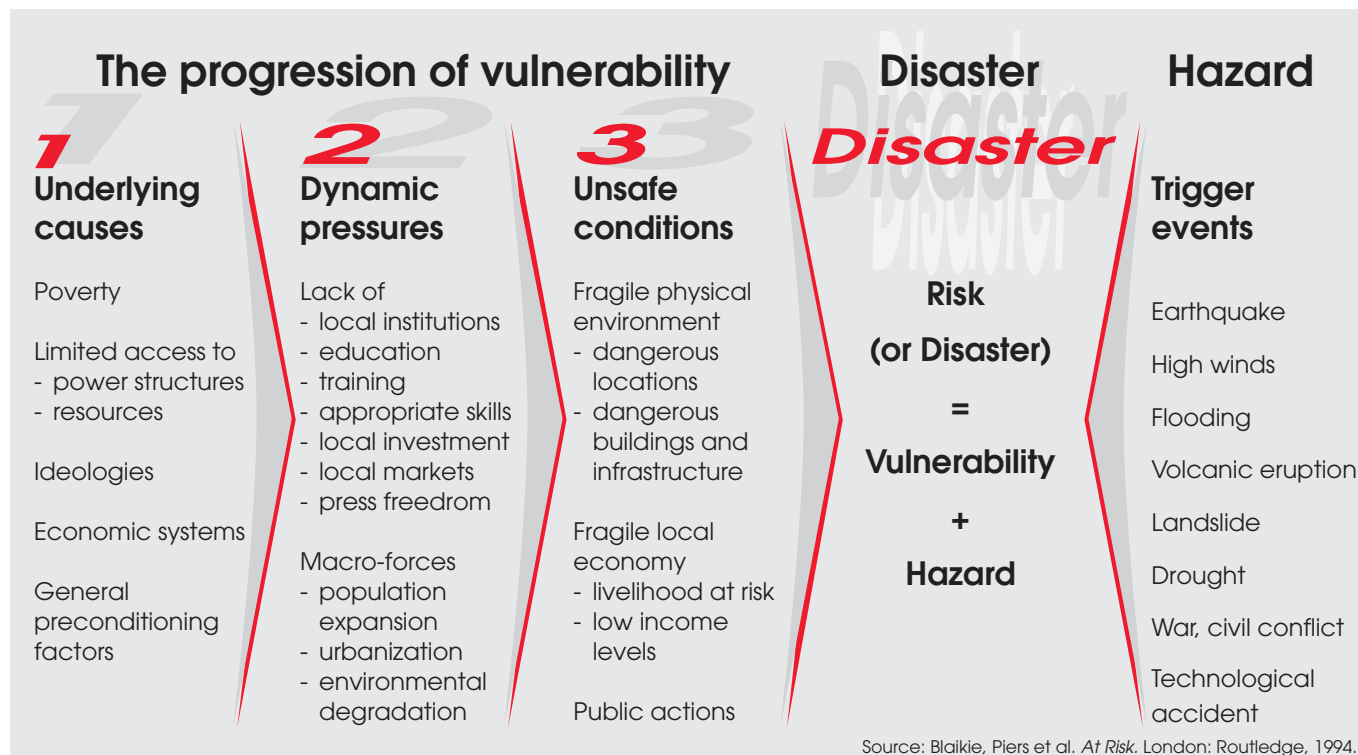 The progression of vulnerability
Disaster
Hazard
1
Underlying
causes
Poverty
Limited access to
- power structures
- resources
Ideologies
Economic systems
General
preconditioning
factors
2
Dynamic
pressures
Lack of
- local institutions
- education
- training
- appropriate skills
- local investment
- local markets
- press freedrom
Macro-forces
- population
expansion
- urbanization
- environmental
degradation
3
Unsafe
conditions
Fragile physical
environment
- dangerous
locations
- dangerous
buildings and
infrastructure
Fragile local
economy
- livelihood at risk
- low income
levels
Public actions
Disaster
Risk
(or Disaster)
=
Vulnerability
+
Hazard
Trigger
events
Earthquake
High winds
Flooding
Volcanic eruption
Landslide
Drought
War, civil conflict
Technological
accident
Source: Blaikie, Piers et al. At Risk. London: Routledge, 1994.